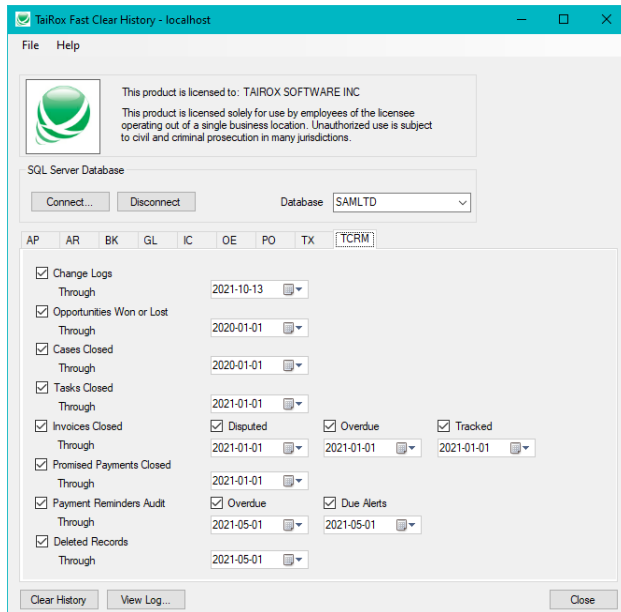 TaiRox Fast Clear History - localhost
File Help
This product is licensed to: TAIROX SOFTWARE INC
This product is licensed solely for use by employees of the licensee
operating out of a single business location. Unauthorized use is subject
to civil and criminal prosecution in many jurisdictions.
SQL Server Database
Connect... Disconnect Database SAMLTD
AP AR BK GL IC OE PO TX TCRM
Change Logs
Through 2021-10-13
Opportunities Won or Lost
Through 2020-01-01
Cases Closed
Through 2020-01-01
Tasks Closed
Through 2021-01-01
Invoices Closed Disputed Overdue Tracked
Through 2021-01-01 2021-01-01 2021-01-01
Promised Payments Closed
Through 2021-01-01
Payment Reminders Audit Overdue Due Alerts
Through 2021-05-01 2021-05-01
Deleted Records
Through 2021-05-01
Clear History View Log... Close